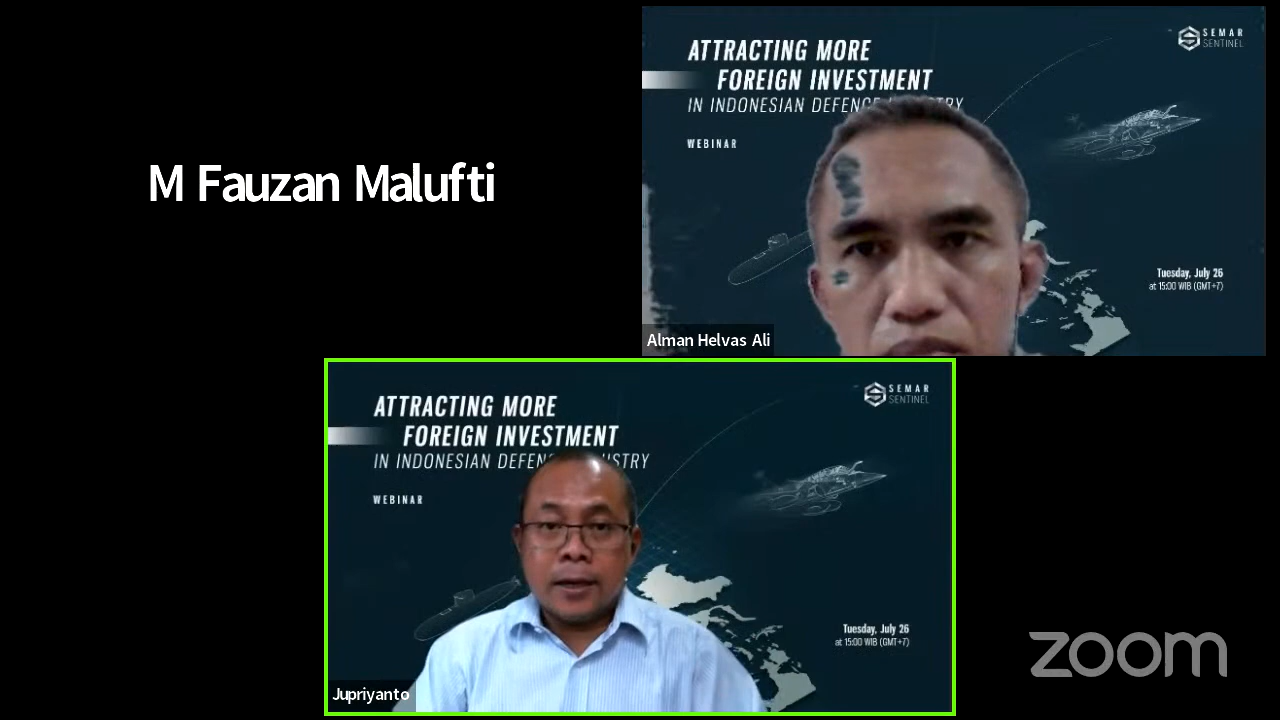 M Fauzan Malufti
ATTRACTING MORE
FOREIGN INVESTMENT
IN INDONESIAN DEFENCE
WEBINAR
SEMAR
SENTINEL
Tuesday, July 26
at 15:00 WIB (GMT+7)
Alman Helvas Ali
ATTRACTING MORE
FOREIGN INVESTMENT
IN INDONESIAN
WEBINAR
SEMAR
SENTINEL
Tuesday, July 26
at 15:00 WIB (GMT+7)
Jupriyanto
zoom